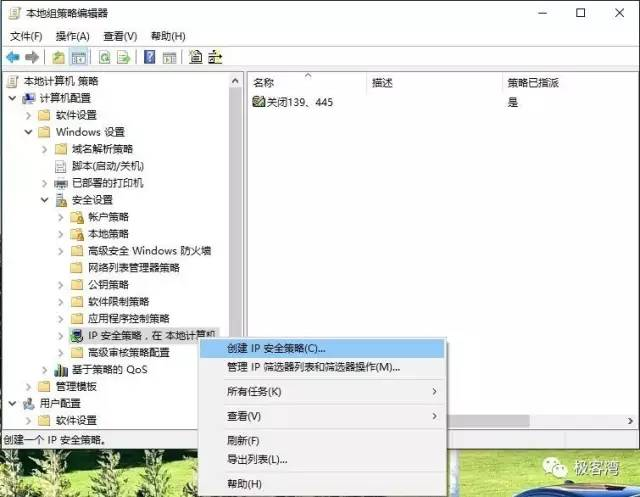 本地组策略编辑器
文件(F) 操作(A) 查看(V) 帮助(H)
本地计算机 策略
计算机配置
软件设置
Windows 设置
域名解析策略
脚本(启动/关机)
已部署的打印机
安全设置
帐户策略
本地策略
高级安全 Windows 防火墙
网络列表管理器策略
公钥策略
软件限制策略
应用程序控制策略
IP 安全策略，在 本地计算机
高级审核策略配置
基于策略的 QoS
管理模板
用户配置
软件设置
名称 描述 策略已指派
关闭139、445 是
创建 IP 安全策略(C)...
管理 IP 筛选器列表和筛选器操作(M)...
所有任务(K)
查看(V)
刷新(F)
导出列表(L)...
帮助(H)
创建一个 IP 安全策略。
极客湾